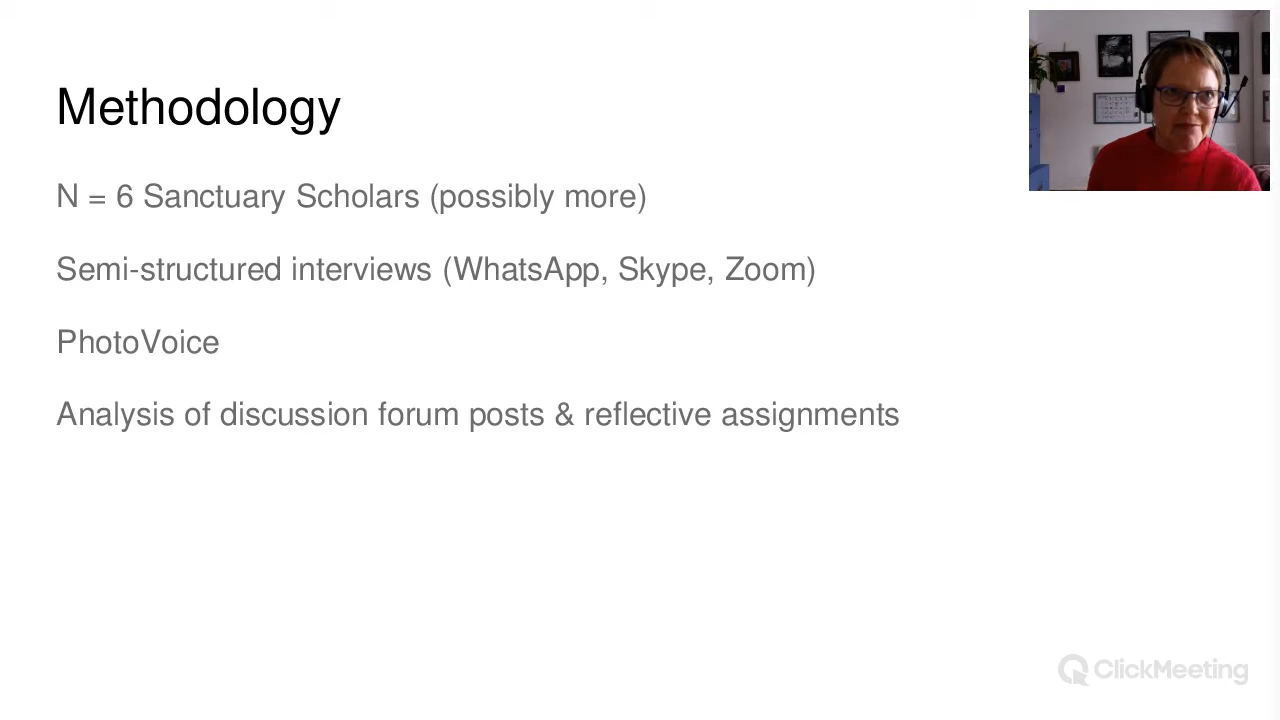 Methodology
N = 6 Sanctuary Scholars (possibly more)
Semi-structured interviews (WhatsApp, Skype, Zoom)
PhotoVoice
Analysis of discussion forum posts & reflective assignments
ClickMeeting